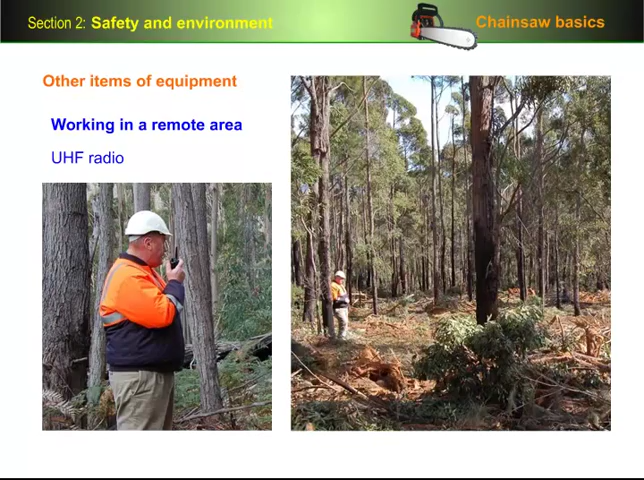 Section 2: Safety and environment
Chainsaw basics
Other items of equipment
Working in a remote area
UHF radio